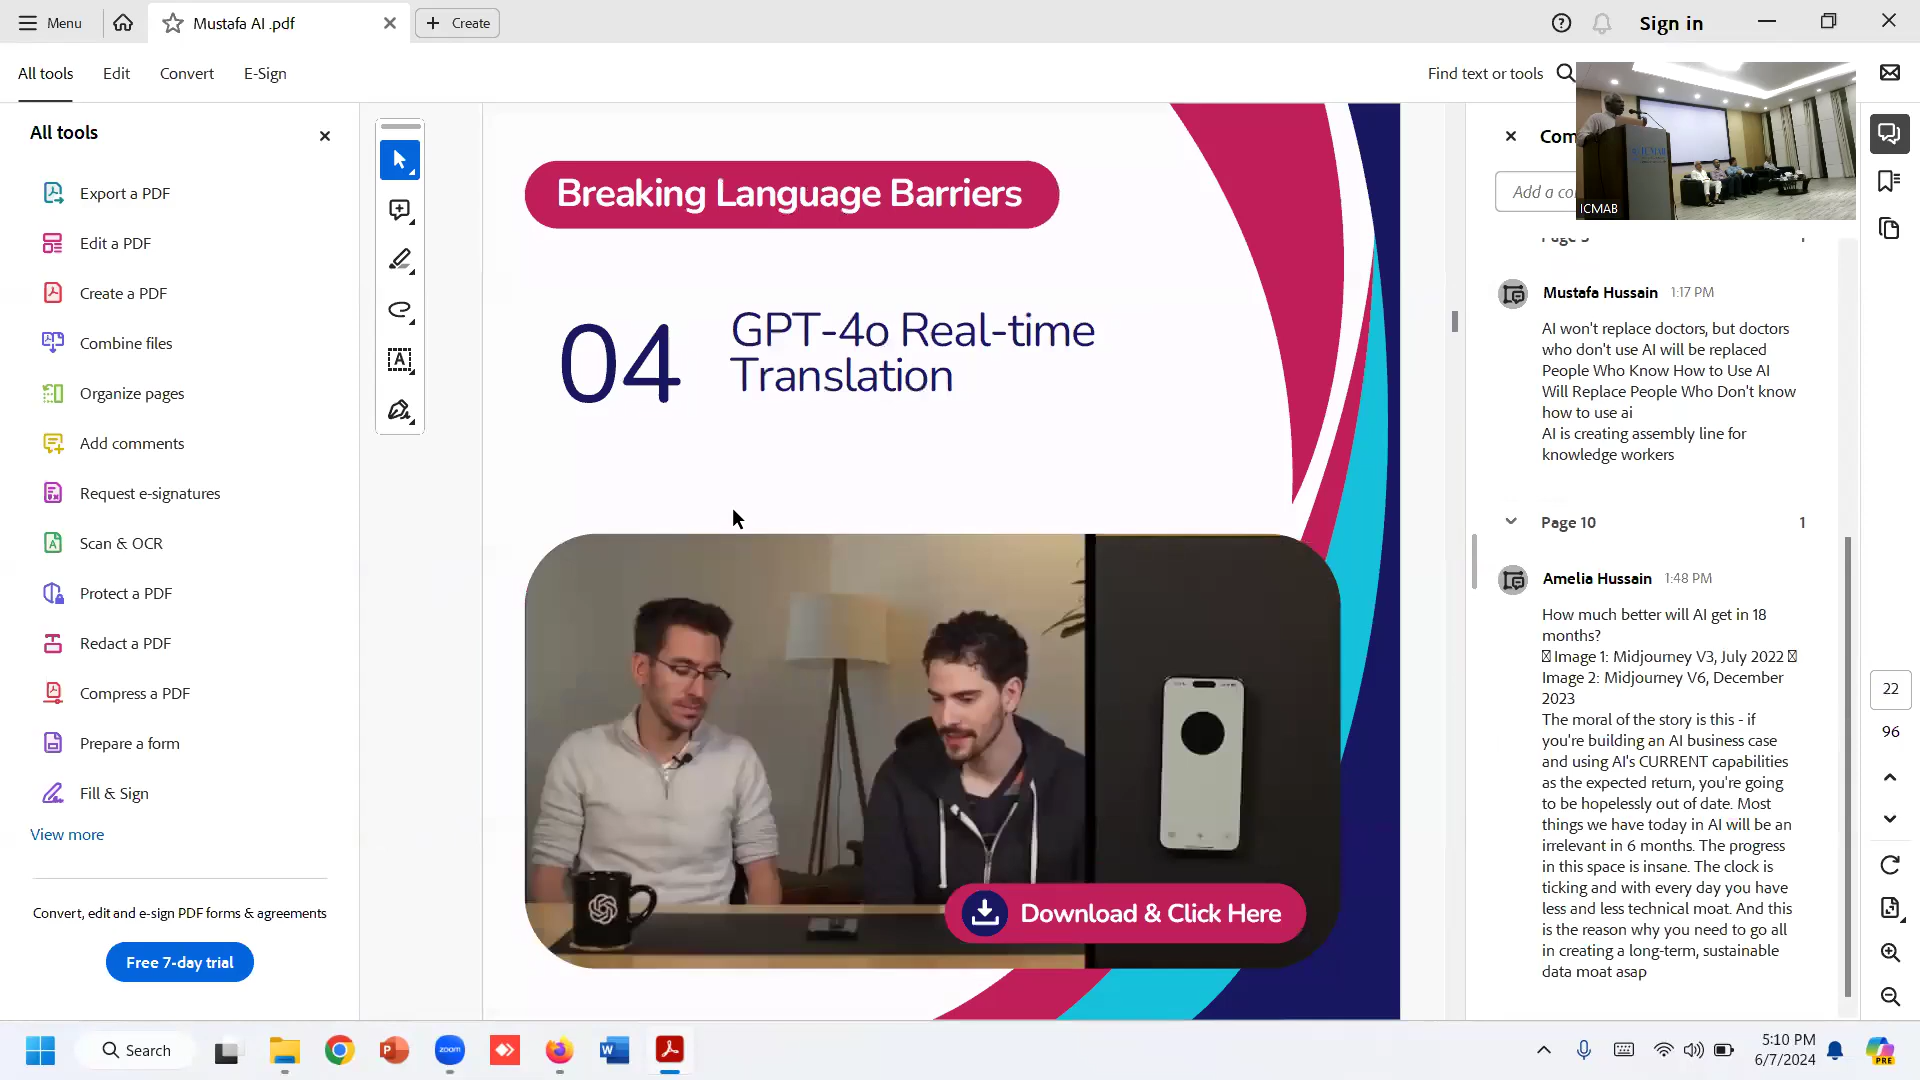 Menu
Mustafa AI .pdf
Create
Sign in
All tools
Edit
Convert
E-Sign
Find text or tools
All tools
Export a PDF
Edit a PDF
Create a PDF
Combine files
Organize pages
Add comments
Request e-signatures
Scan & OCR
Protect a PDF
Redact a PDF
Compress a PDF
Prepare a form
Fill & Sign
View more
Convert, edit and e-sign PDF forms & agreements
Free 7-day trial
Breaking Language Barriers
04
GPT-4o Real-time
Translation
Download & Click Here
Com
Add a co
ICMAB
Mustafa Hussain 1:17 PM
AI won't replace doctors, but doctors
who don't use AI will be replaced
People Who Know How to Use AI
Will Replace People Who Don't know
how to use ai
AI is creating assembly line for
knowledge workers
Page 10 1
Amelia Hussain 1:48 PM
How much better will AI get in 18
months?
Image 1: Midjourney V3, July 2022
Image 2: Midjourney V6, December
2023
The moral of the story is this - if
you're building an AI business case
and using AI's CURRENT capabilities
as the expected return, you're going
to be hopelessly out of date. Most
things we have today in AI will be an
irrelevant in 6 months. The progress
in this space is insane. The clock is
ticking and with every day you have
less and less technical moat. And this
is the reason why you need to go all
in creating a long-term, sustainable
data moat asap
22
96
Search
zoom
5:10 PM
6/7/2024
PRE